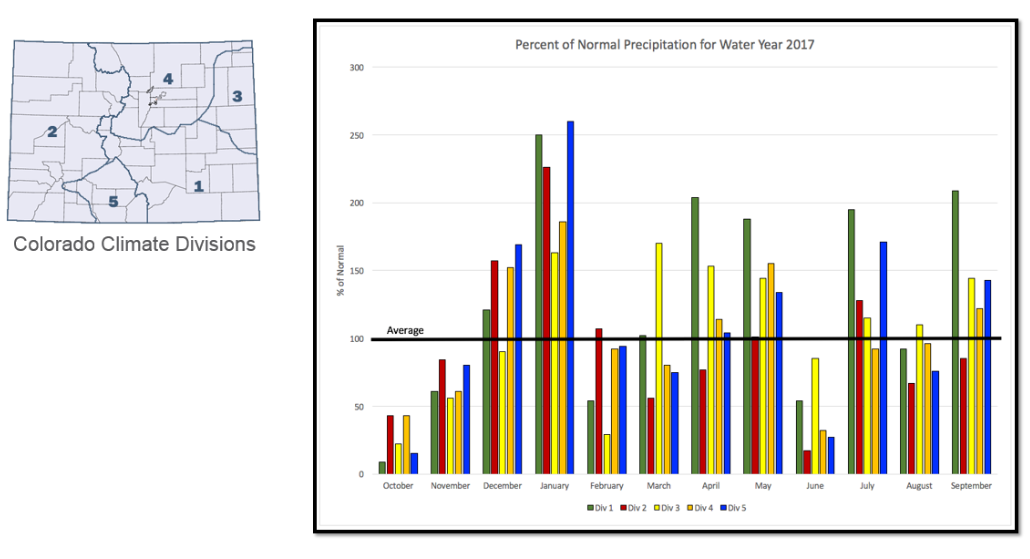 4
3
2
1
5
Colorado Climate Divisions
Percent of Normal Precipitation for Water Year 2017
300
250
200
150
100
50
0
% of Normal
Average
October November December January February March April May June July August September
Div 1 Div 2 Div 3 Div 4 Div 5